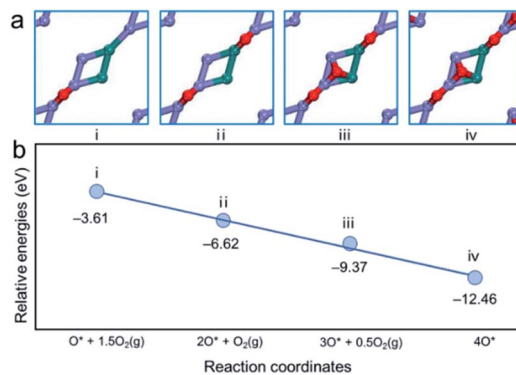 a
i
ii
iii
iv
b
Relative energies (eV)
i
−3.61
ii
−6.62
iii
−9.37
iv
−12.46
O* + 1.5O₂(g)
2O* + O₂(g)
3O* + 0.5O₂(g)
4O*
Reaction coordinates